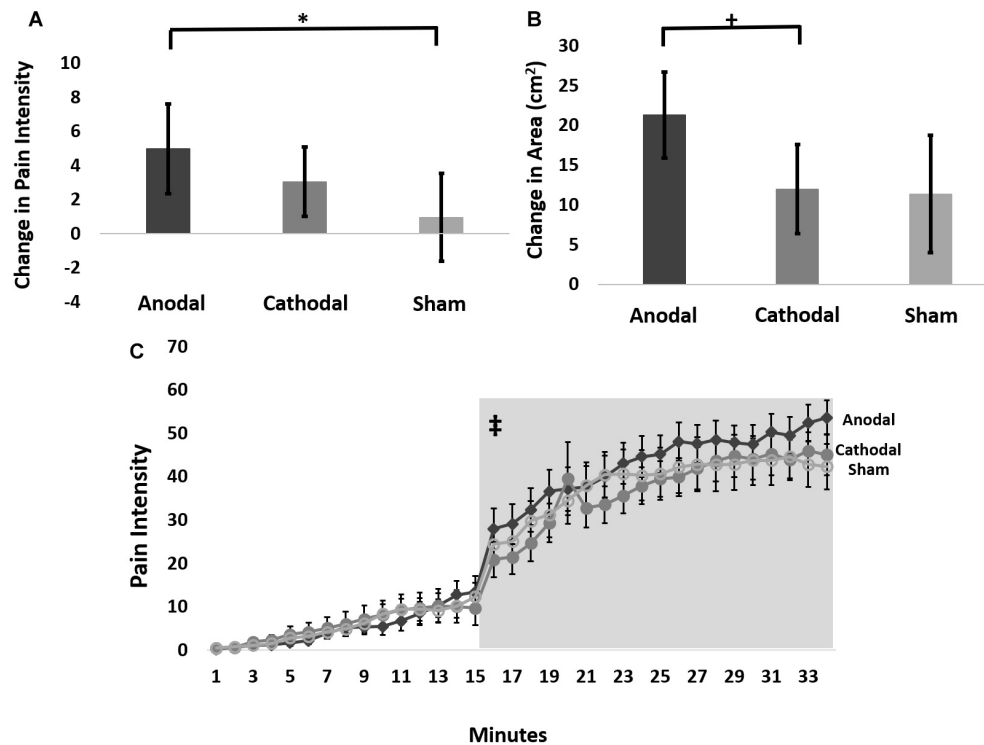 A
*
Change in Pain Intensity
10
8
6
4
2
0
-2
-4
Anodal Cathodal Sham
B
+
Change in Area (cm²)
30
25
20
15
10
5
0
Anodal Cathodal Sham
C
Pain Intensity
70
60
50
40
30
20
10
0
‡
Anodal
Cathodal
Sham
1 3 5 7 9 11 13 15 17 19 21 23 25 27 29 31 33
Minutes